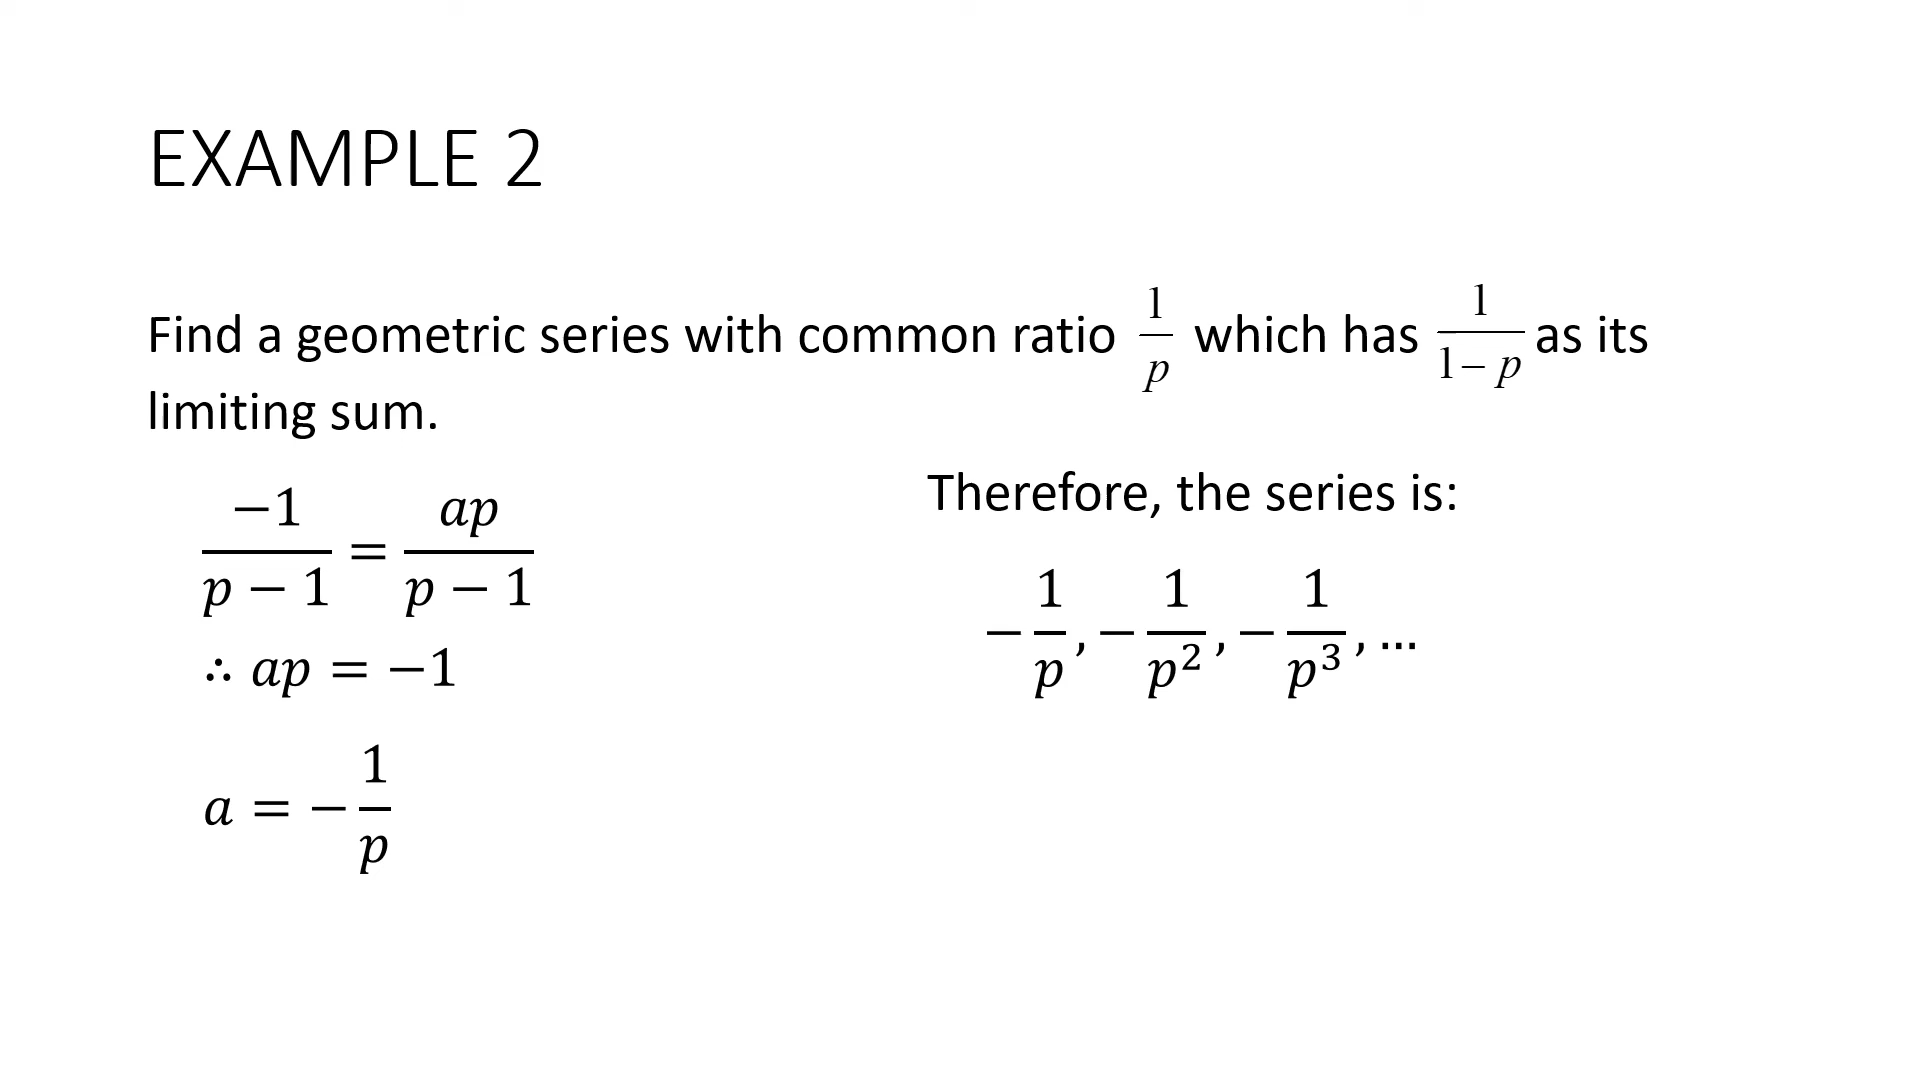 EXAMPLE 2
Find a geometric series with common ratio 1/p which has 1/(1 − p) as its
limiting sum.
−1/(p − 1) = ap/(p − 1)
∴ ap = −1
a = −1/p
Therefore, the series is:
−1/p, −1/p², −1/p³, ...